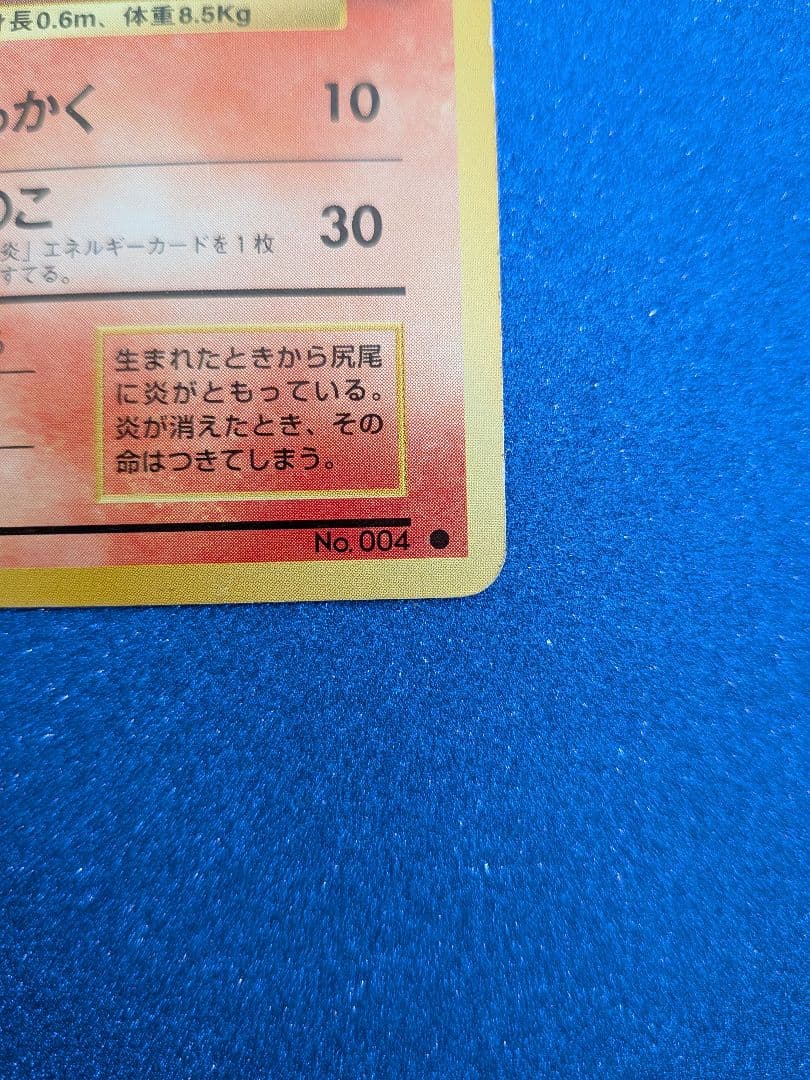 長0.6m、体重8.5Kg
っかく 10
のこ 30
炎」エネルギーカードを1枚
すてる。
生まれたときから尻尾
に炎がともっている。
炎が消えたとき、その
命はつきてしまう。
No. 004 ●